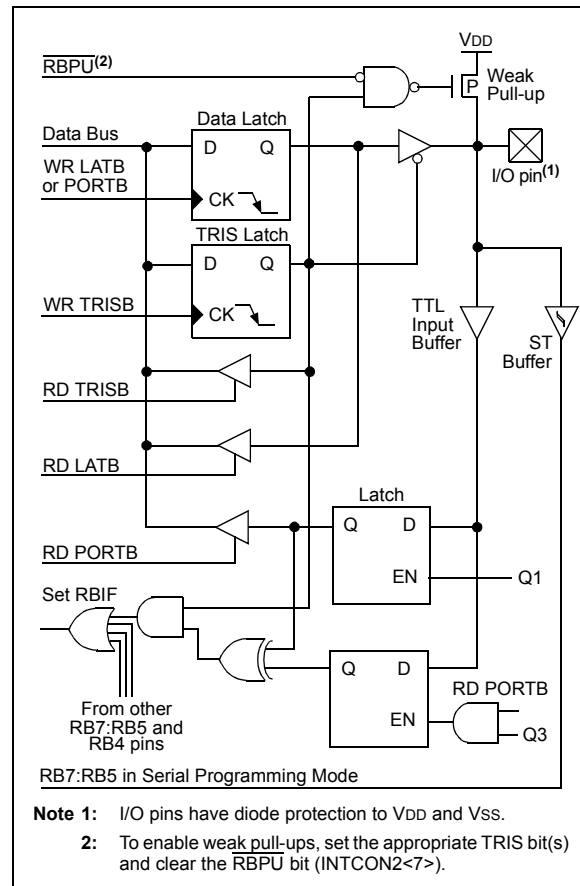 VDD
RBPU(2)
Weak
Pull-up
P
Data Bus
Data Latch
D Q
WR LATB
or PORTB
CK
I/O pin(1)
TRIS Latch
D Q
WR TRISB
CK
TTL
Input
Buffer
ST
Buffer
RD TRISB
RD LATB
Latch
Q D
RD PORTB
EN
Q1
Set RBIF
Q D
RD PORTB
EN
Q3
From other
RB7:RB5 and
RB4 pins
RB7:RB5 in Serial Programming Mode
Note 1: I/O pins have diode protection to VDD and VSS.
2: To enable weak pull-ups, set the appropriate TRIS bit(s)
and clear the RBPU bit (INTCON2<7>).